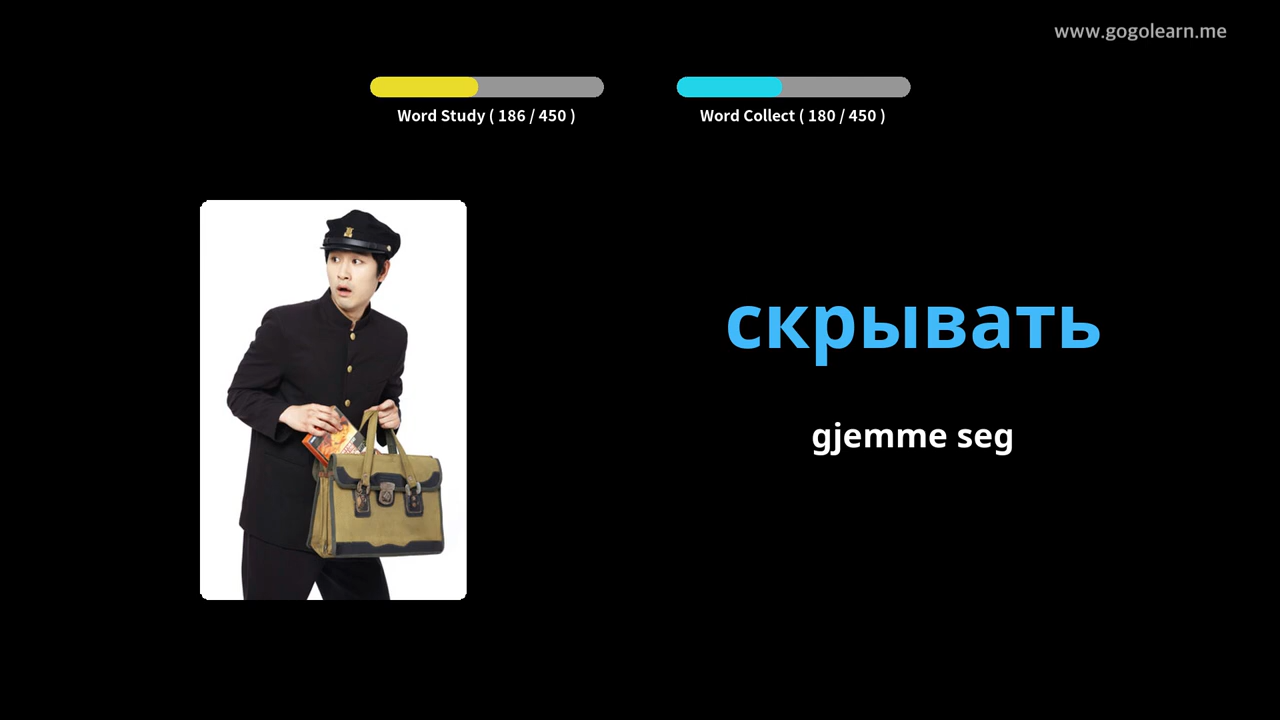 www.gogolearn.me
Word Study ( 186 / 450 )
Word Collect ( 180 / 450 )
скрывать
gjemme seg